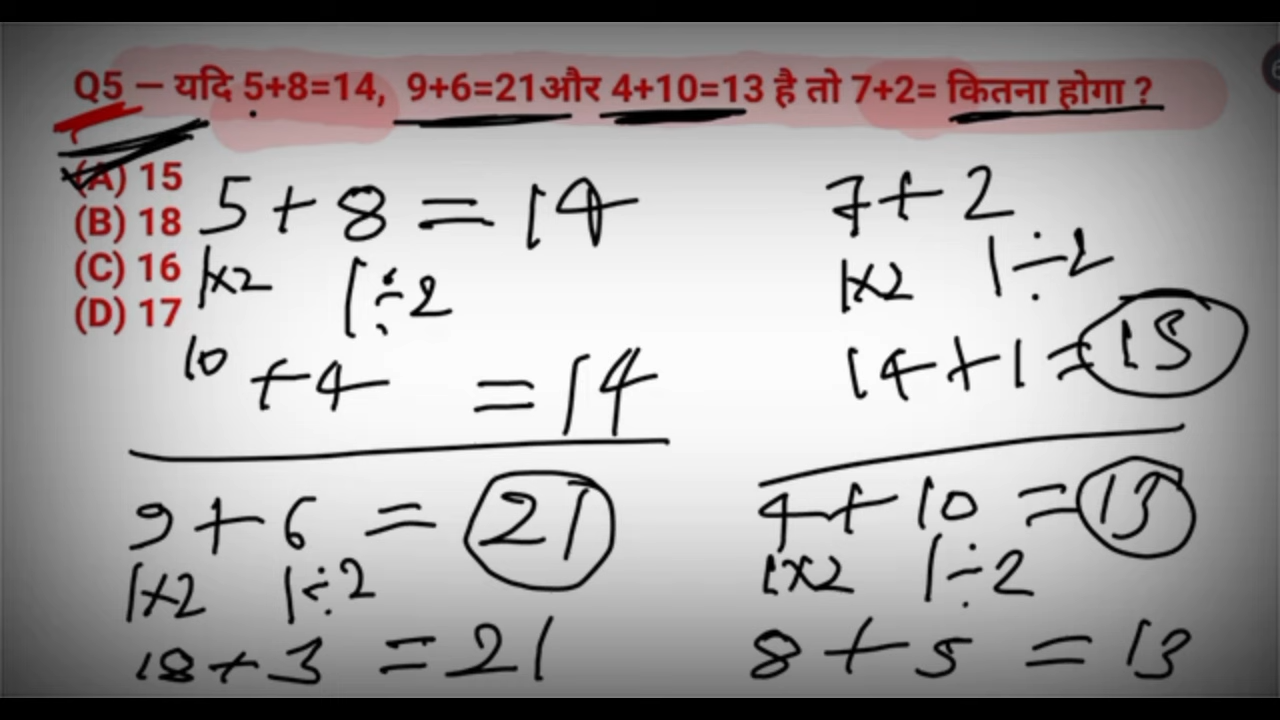 Q5 – यदि 5+8=14, 9+6=21और 4+10=13 है तो 7+2= कितना होगा ?
(A) 15
(B) 18
(C) 16
(D) 17
5 + 8 = 14
1×2 1÷2
10 + 4 = 14
7 + 2
1×2 1÷2
14 + 1 = 15
9 + 6 = 21
1×2 1÷2
18 + 3 = 21
4 + 10 = 13
1×2 1÷2
8 + 5 = 13